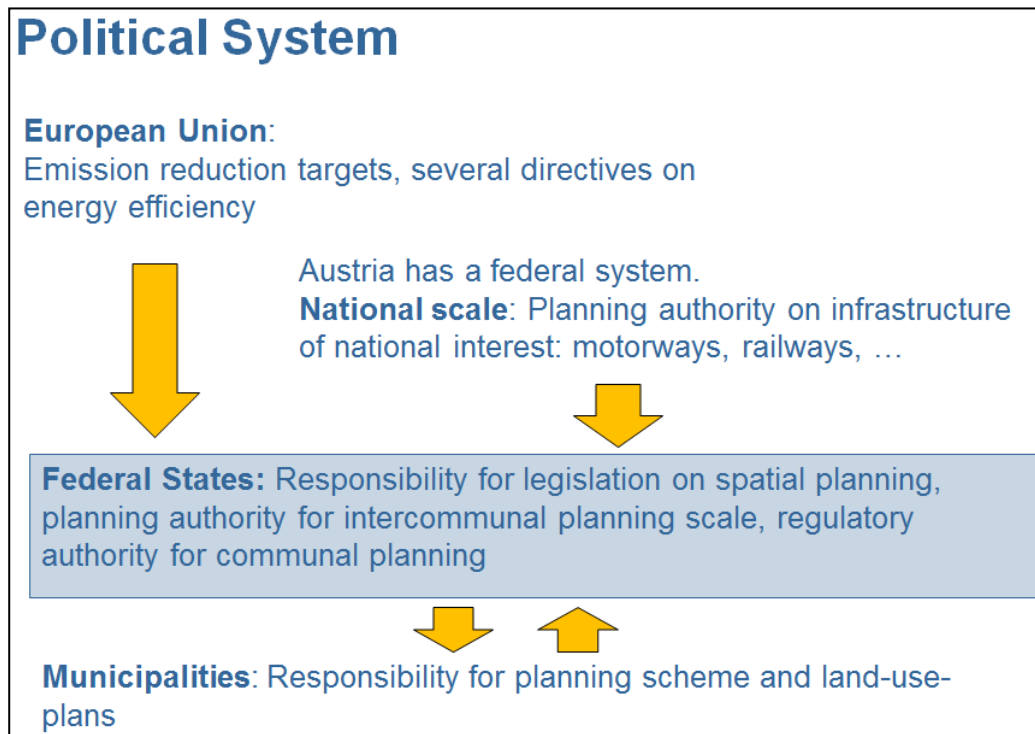 Political System
European Union:
Emission reduction targets, several directives on
energy efficiency
Austria has a federal system.
National scale: Planning authority on infrastructure
of national interest: motorways, railways, …
Federal States: Responsibility for legislation on spatial planning,
planning authority for intercommunal planning scale, regulatory
authority for communal planning
Municipalities: Responsibility for planning scheme and land-use-
plans